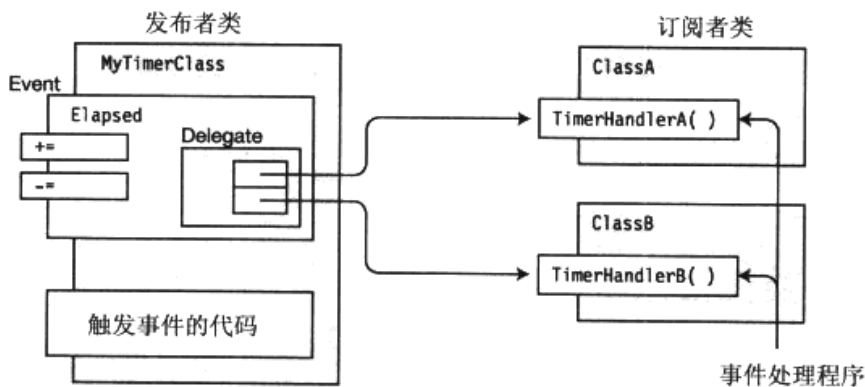 发布者类
订阅者类
MyTimerClass
ClassA
Event
Elapsed
TimerHandlerA( )
Delegate
+=
-=
ClassB
TimerHandlerB( )
触发事件的代码
事件处理程序